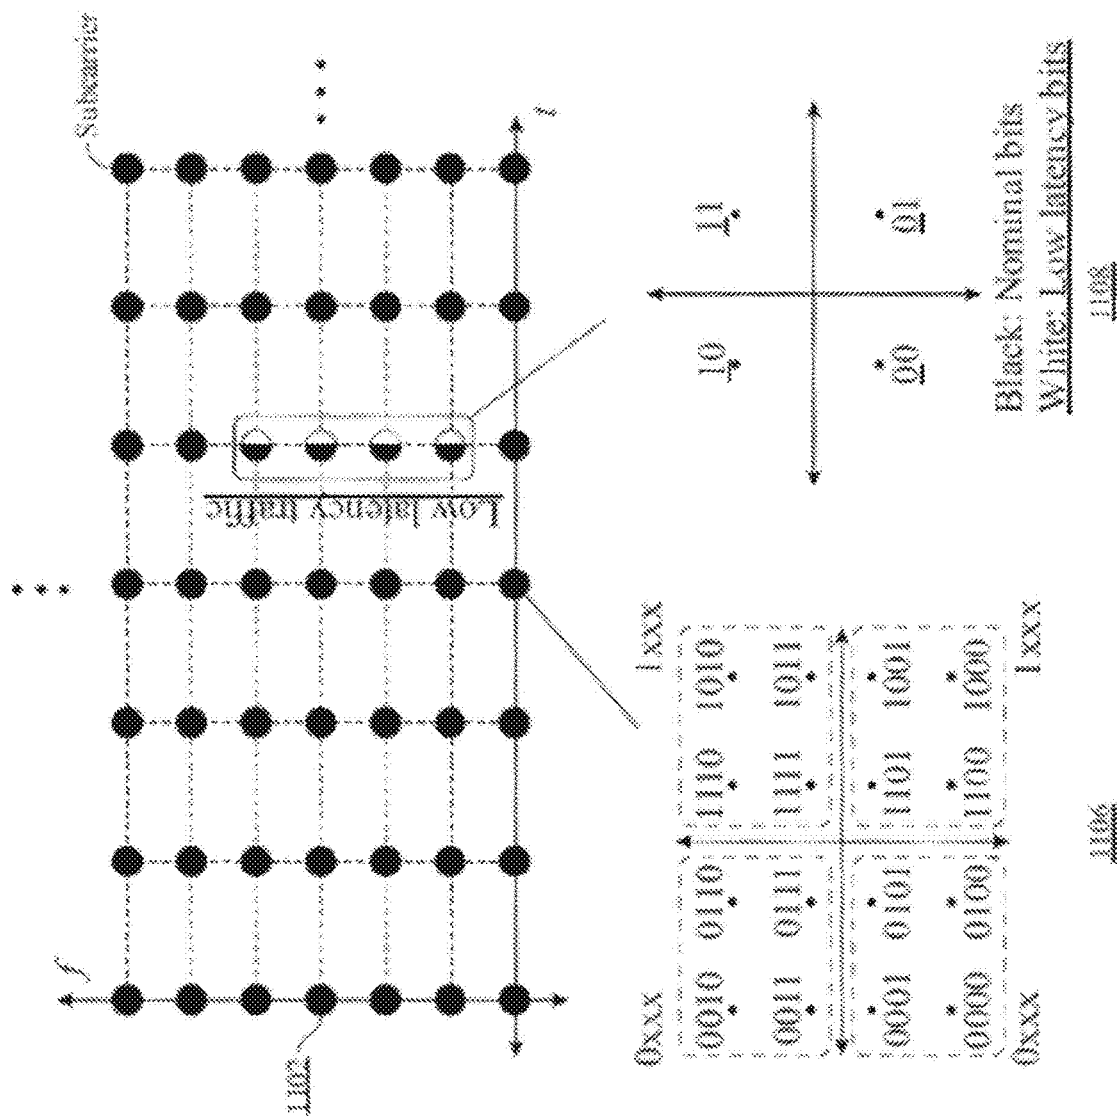 Subcarrier
f
t
1102
Low latency traffic
0xxx
1xxx
0010
0110
1110
1010
0011
0111
1111
1011
0001
0101
1101
1001
0000
0100
1100
1000
0xxx
1xxx
1106
10
11
00
01
Black: Nominal bits
White: Low latency bits
1108